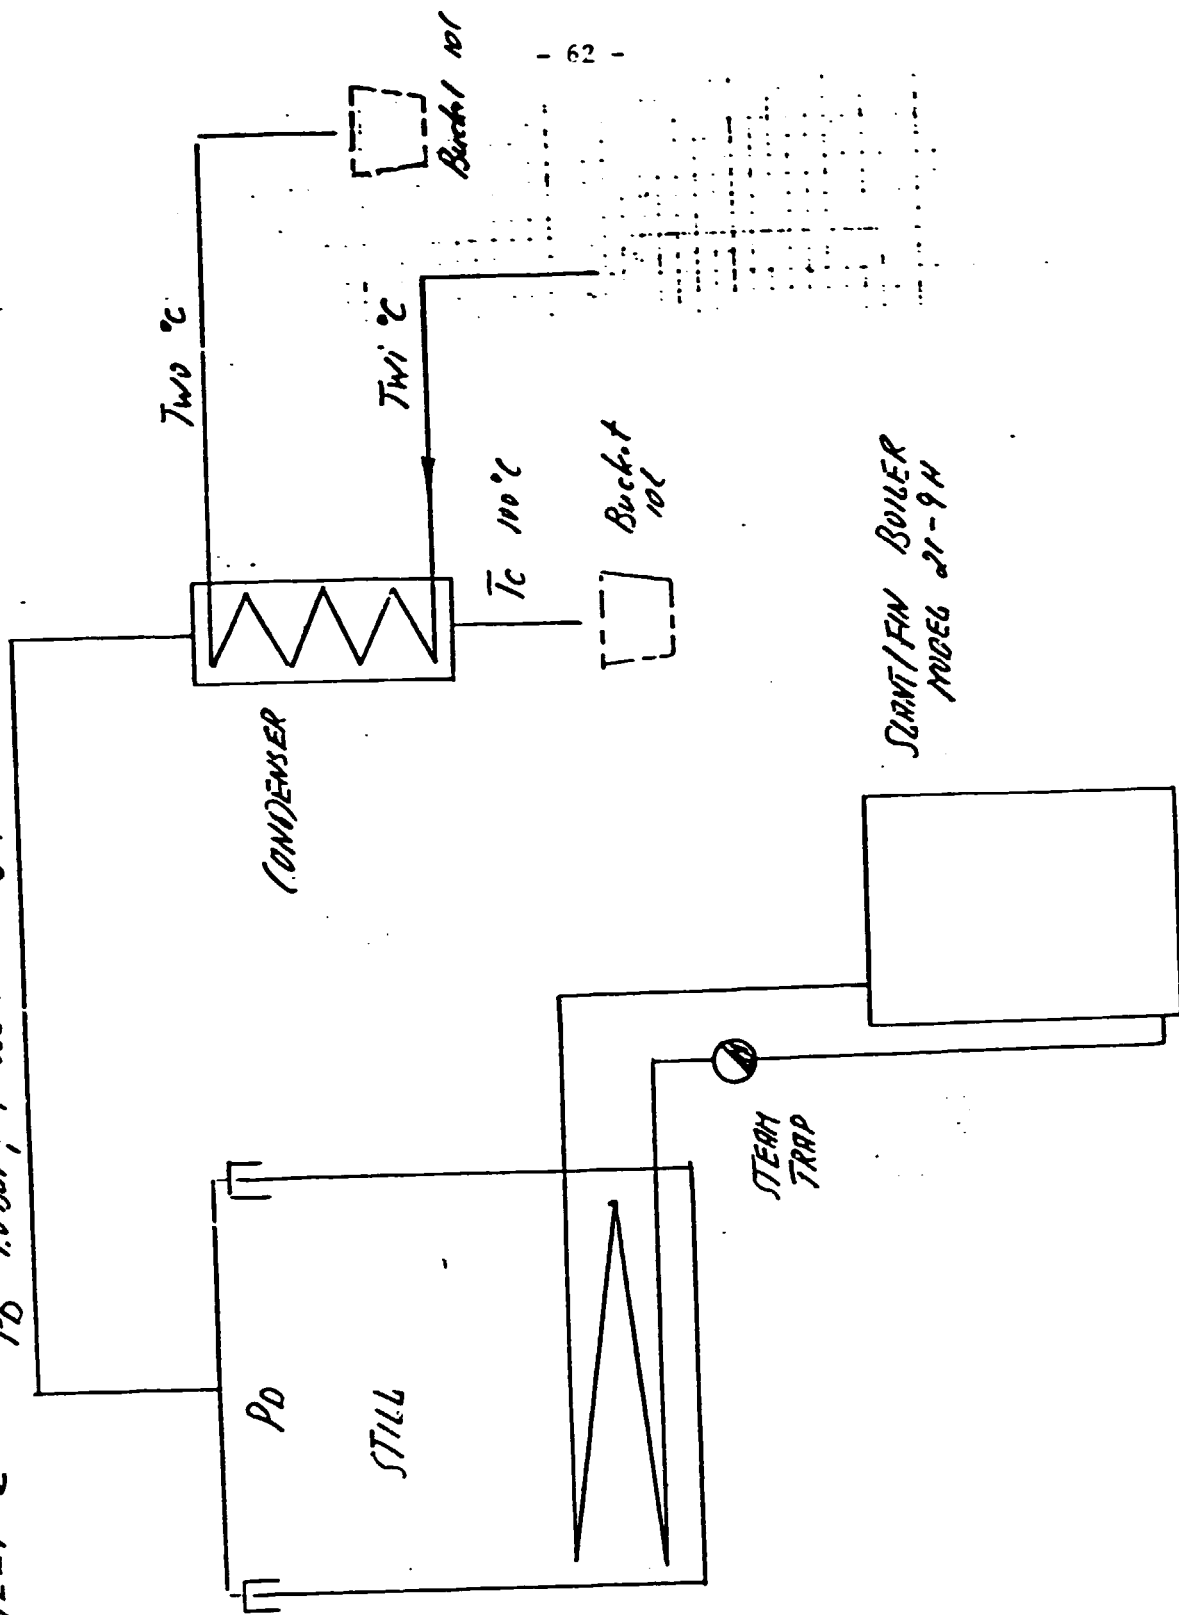 - 62 -
Bucket 10l
TWO °C
TWi °C
Tc 100 °C
Bucket
10l
CONDENSER
SLANT/FIN BOILER
MODEL 21-9H
STEAM
TRAP
PD
STILL